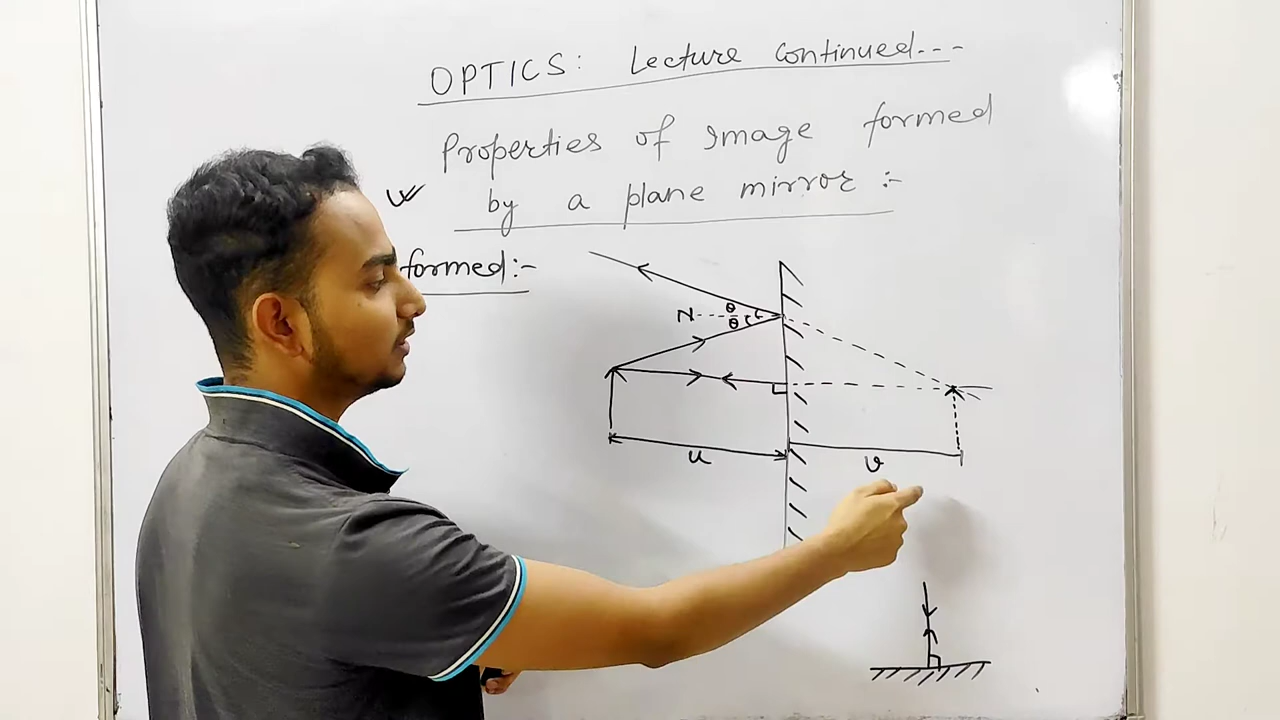 OPTICS: Lecture continued---
Properties of Image formed
by a plane mirror :-
formed:-
N
θ
θ
u
v